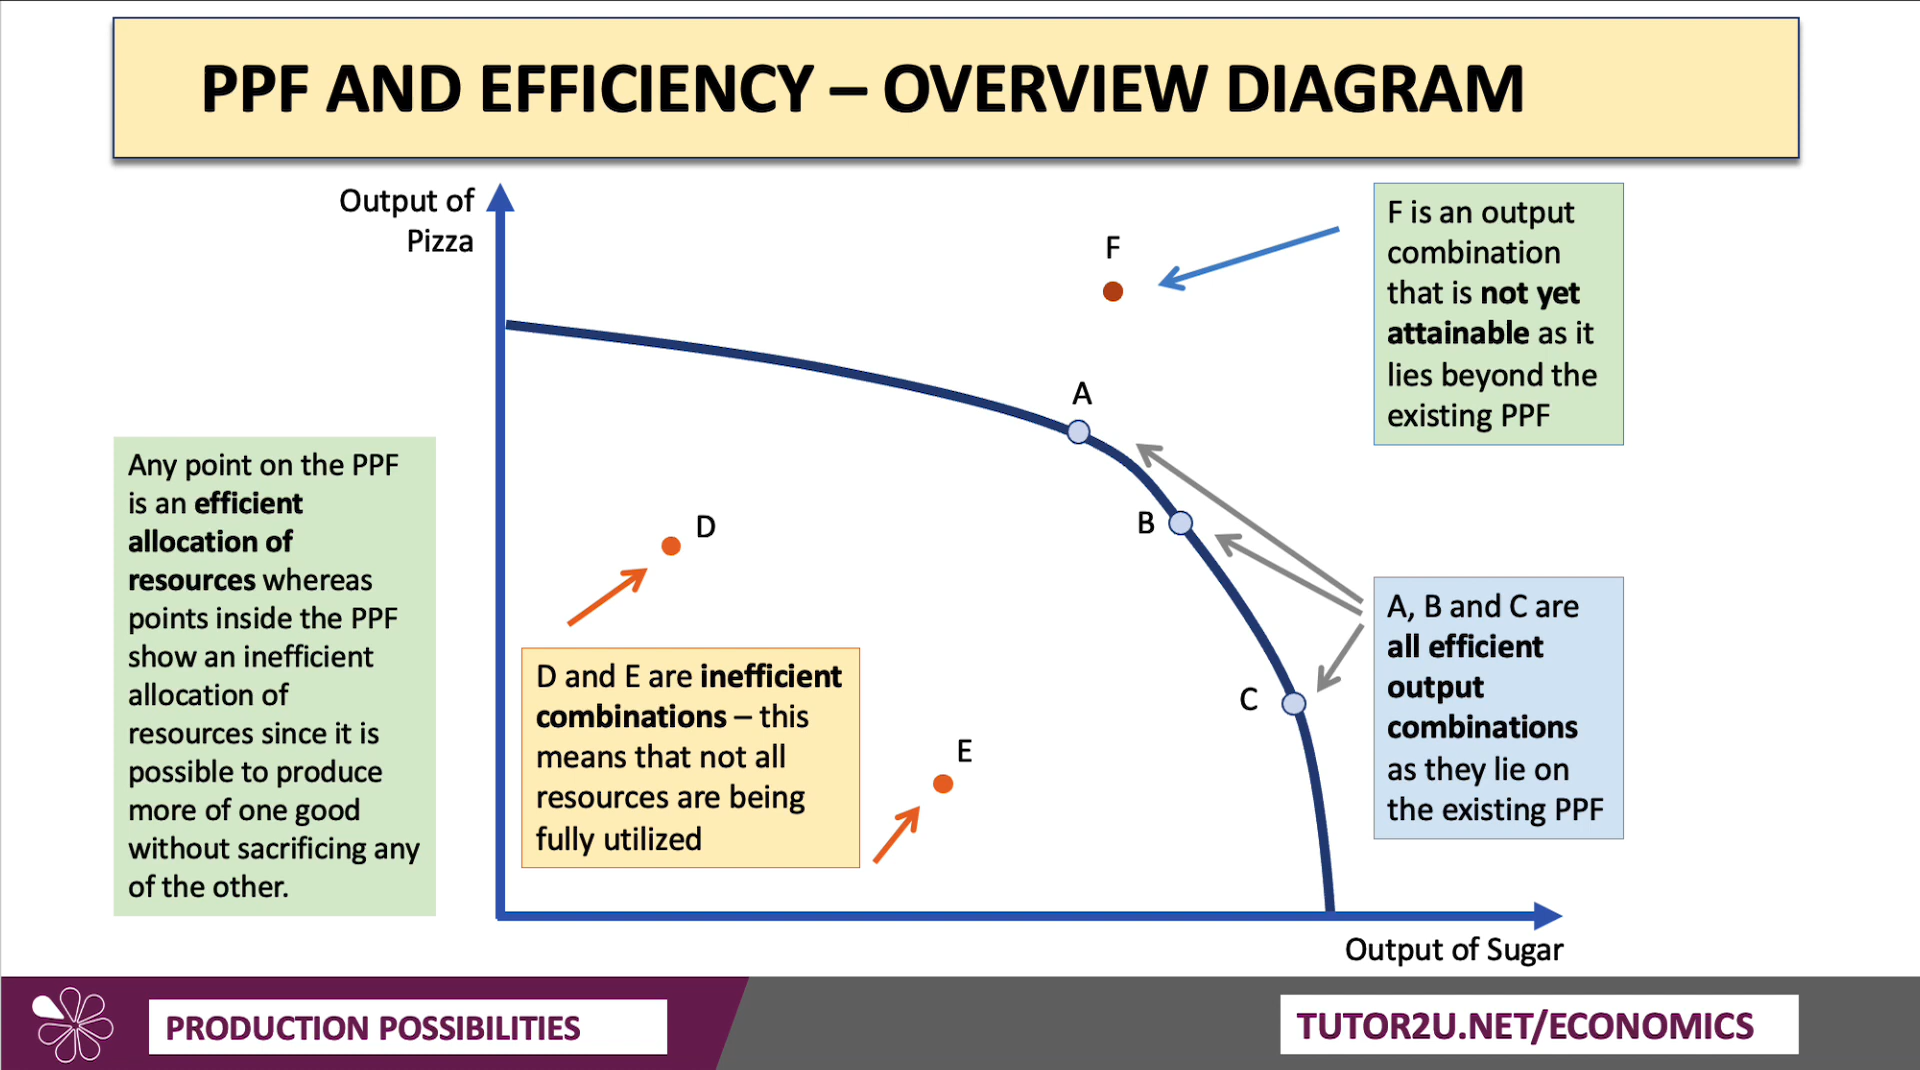 PPF AND EFFICIENCY – OVERVIEW DIAGRAM
Output of
Pizza
F
F is an output
combination
that is not yet
attainable as it
lies beyond the
existing PPF
A
Any point on the PPF
is an efficient
allocation of
resources whereas
points inside the PPF
show an inefficient
allocation of
resources since it is
possible to produce
more of one good
without sacrificing any
of the other.
D
B
D and E are inefficient
combinations – this
means that not all
resources are being
fully utilized
E
C
A, B and C are
all efficient
output
combinations
as they lie on
the existing PPF
Output of Sugar
PRODUCTION POSSIBILITIES
TUTOR2U.NET/ECONOMICS